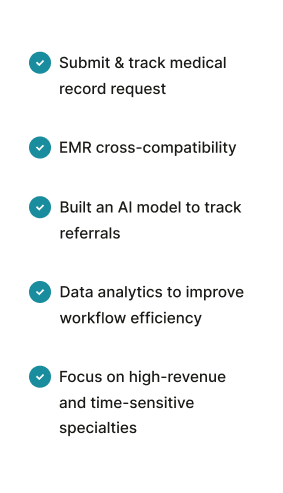 Submit & track medical
record request
EMR cross-compatibility
Built an AI model to track
referrals
Data analytics to improve
workflow efficiency
Focus on high-revenue
and time-sensitive
specialties